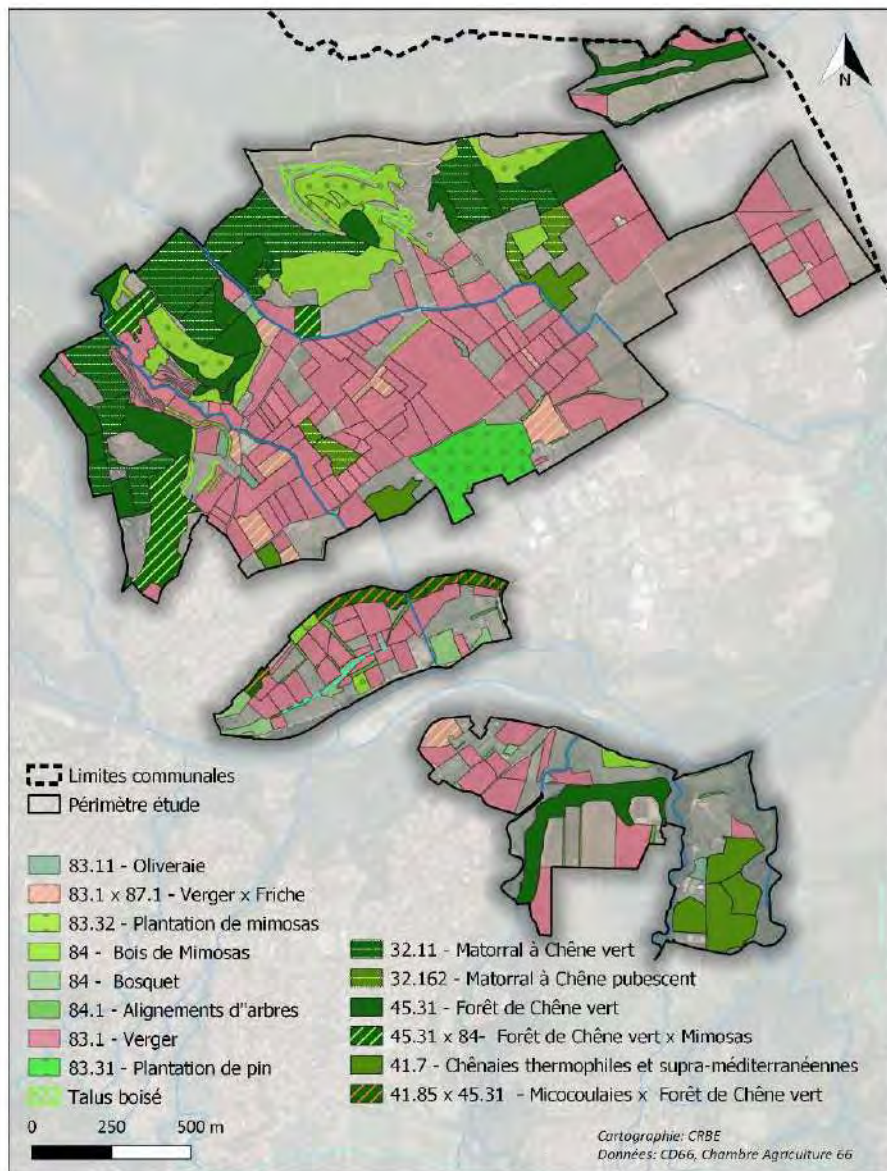 N
Limites communales
Périmètre étude
83.11 - Oliveraie
83.1 x 87.1 - Verger x Friche
83.32 - Plantation de mimosas
84 - Bois de Mimosas
84 - Bosquet
84.1 - Alignements d"arbres
83.1 - Verger
83.31 - Plantation de pin
Talus boisé
32.11 - Matorral à Chêne vert
32.162 - Matorral à Chêne pubescent
45.31 - Forêt de Chêne vert
45.31 x 84- Forêt de Chêne vert x Mimosas
41.7 - Chênaies thermophiles et supra-méditerranéennes
41.85 x 45.31 - Micocoulaies x Forêt de Chêne vert
0 250 500 m
Cartographie: CRBE
Données: CD66, Chambre Agriculture 66